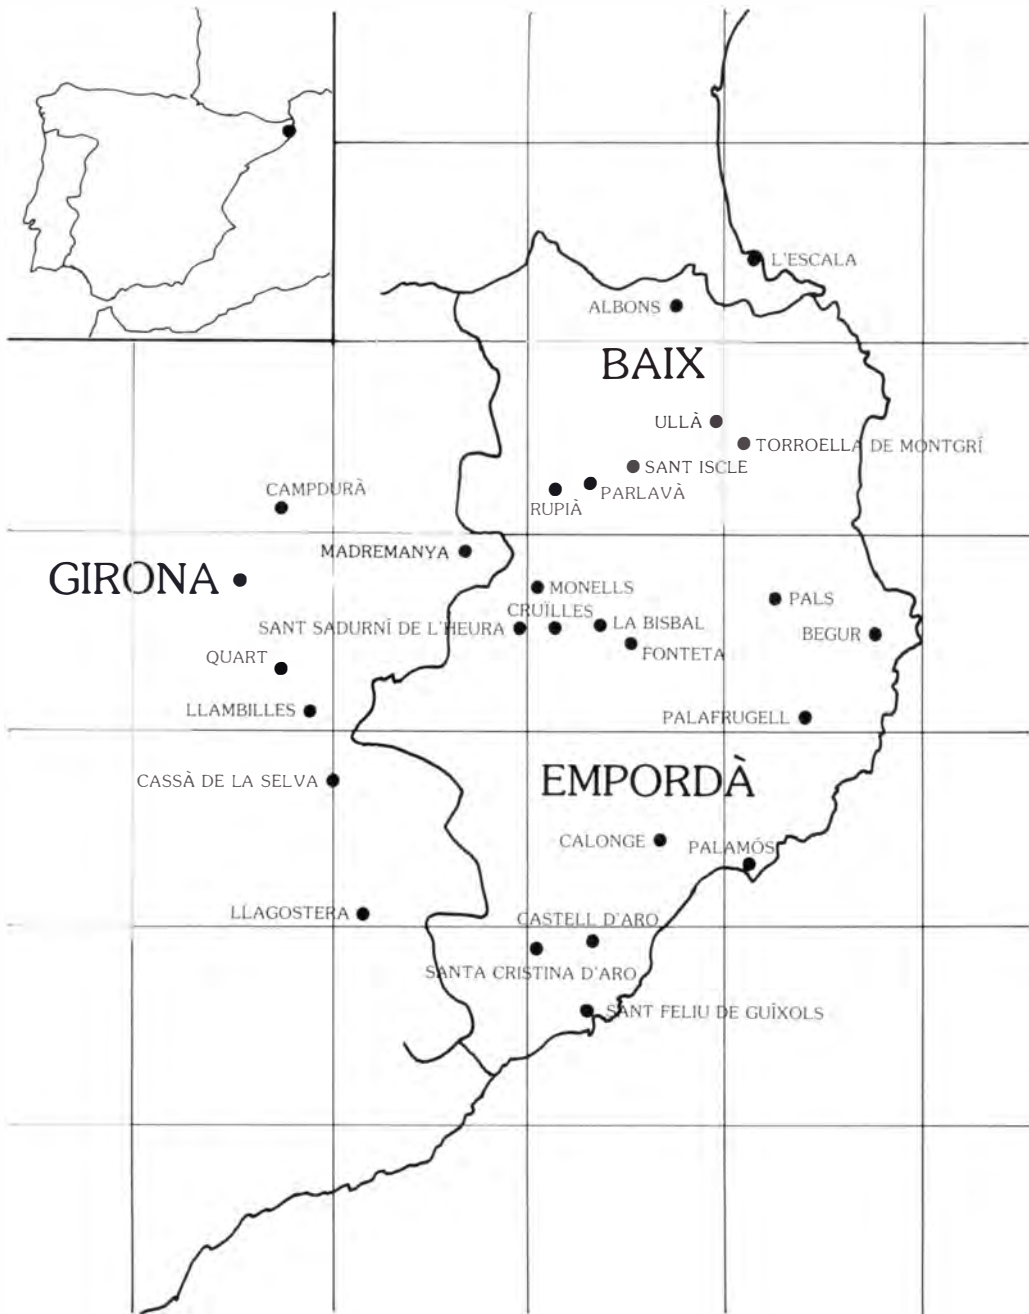 L'ESCALA
ALBONS
BAIX
ULLÀ
TORROELLA DE MONTGRÍ
SANT ISCLE
CAMPDURÀ
PARLAVÀ
RUPIÀ
MADREMANYA
GIRONA
MONELLS
PALS
CRUÏLLES
SANT SADURNÍ DE L'HEURA
LA BISBAL
BEGUR
FONTETA
QUART
LLAMBILLES
PALAFRUGELL
CASSÀ DE LA SELVA
EMPORDÀ
CALONGE
PALAMÓS
LLAGOSTERA
CASTELL D'ARO
SANTA CRISTINA D'ARO
SANT FELIU DE GUÍXOLS